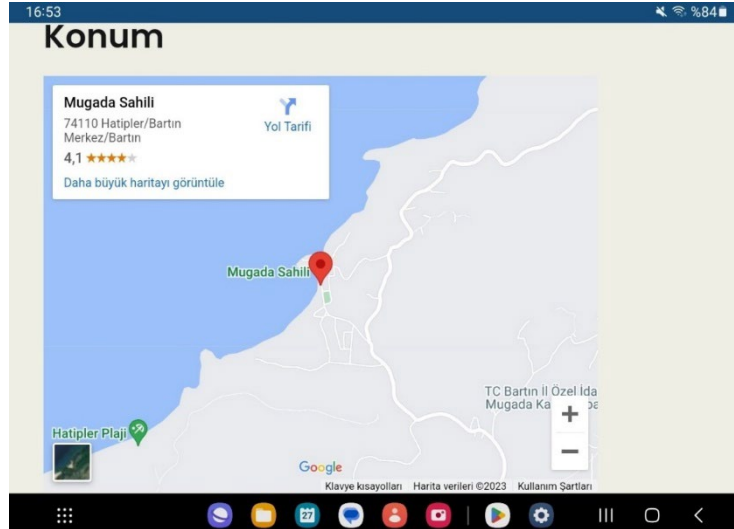 16:53
%84
Konum
Mugada Sahili
74110 Hatipler/Bartın
Merkez/Bartın
4,1
Yol Tarifi
Daha büyük haritayı görüntüle
Mugada Sahili
TC Bartın İl Özel İda
Mugada Ka
Hatipler Plaji
Google
Klavye kısayolları Harita verileri ©2023 Kullanım Şartları
27